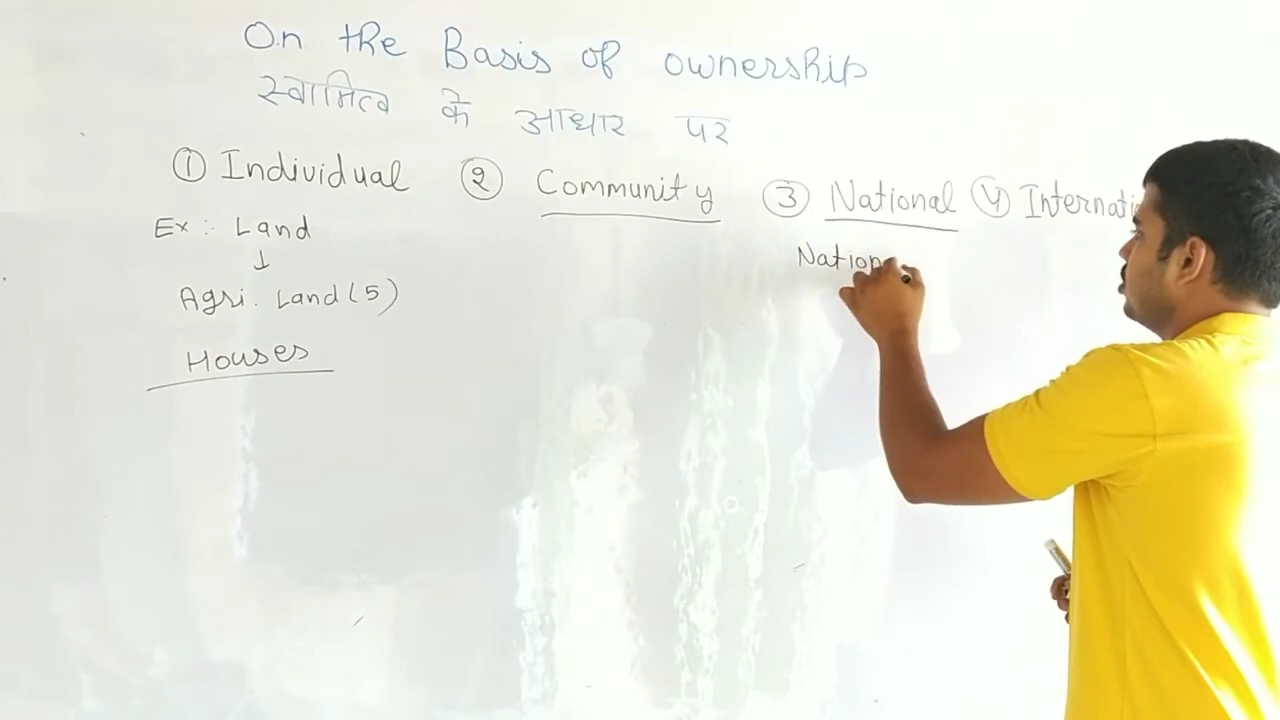 On the Basis of ownership
स्वामित्व के आधार पर
① Individual ② Community ③ National ④ Internati
Ex :- Land
↓
Agri. Land (5)
Houses
Nation